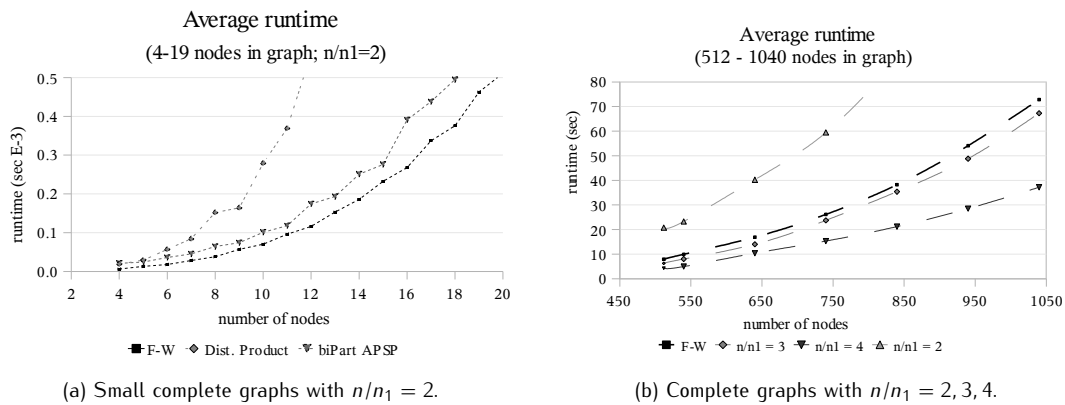 Average runtime
(4-19 nodes in graph; n/n1=2)
runtime (sec E-3)
0.5
0.4
0.3
0.2
0.1
0.0
2 4 6 8 10 12 14 16 18 20
number of nodes
F-W Dist. Product biPart APSP
(a) Small complete graphs with n/n₁ = 2.
Average runtime
(512 - 1040 nodes in graph)
runtime (sec)
80
70
60
50
40
30
20
10
0
450 550 650 750 850 950 1050
number of nodes
F-W n/n1 = 3 n/n1 = 4 n/n1 = 2
(b) Complete graphs with n/n₁ = 2, 3, 4.